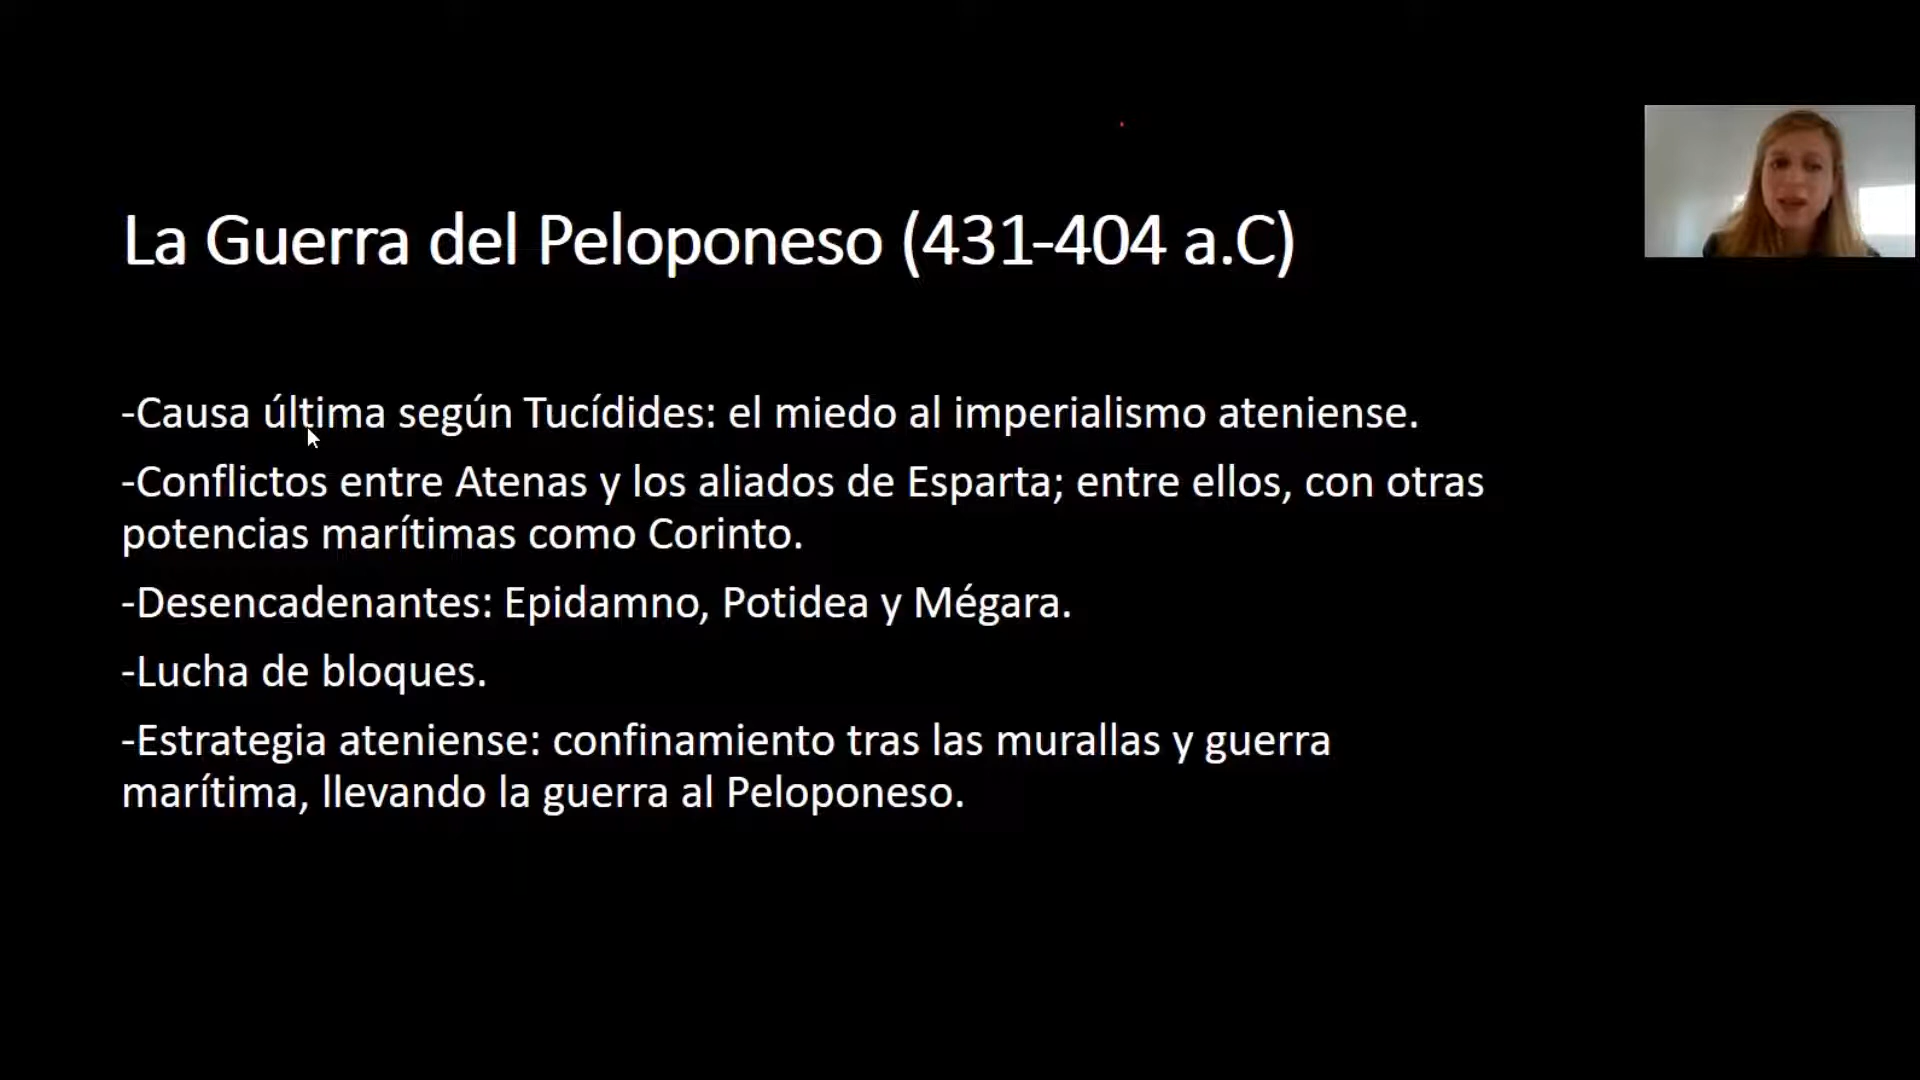 La Guerra del Peloponeso (431-404 a.C)
-Causa última según Tucídides: el miedo al imperialismo ateniense.
-Conflictos entre Atenas y los aliados de Esparta; entre ellos, con otras
potencias marítimas como Corinto.
-Desencadenantes: Epidamno, Potidea y Mégara.
-Lucha de bloques.
-Estrategia ateniense: confinamiento tras las murallas y guerra
marítima, llevando la guerra al Peloponeso.